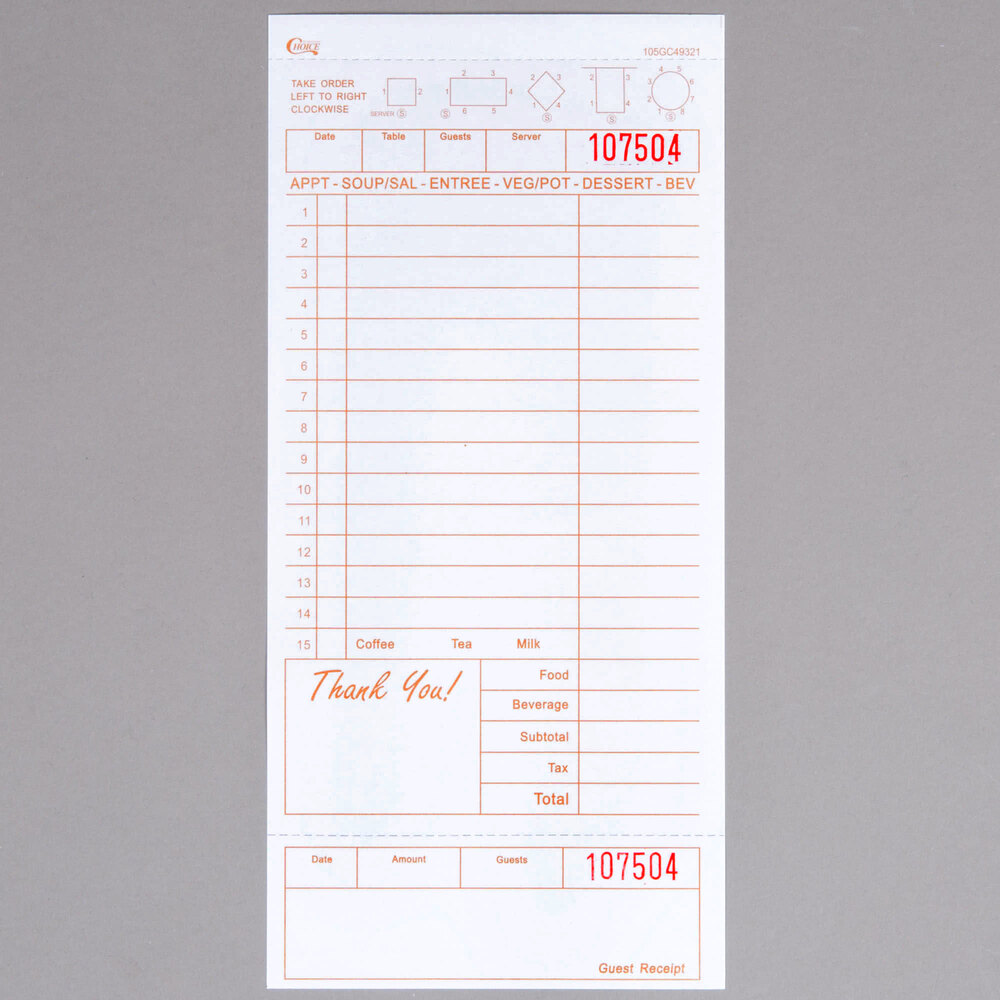 CHOICE
105GC49321
TAKE ORDER
LEFT TO RIGHT
CLOCKWISE
1 2
SERVER S
1 2 3 4 5 6 S
1 2 3 4 S
1 2 3 4 S
1 2 3 4 5 6 7 8 S
Date Table Guests Server 107504
APPT - SOUP/SAL - ENTREE - VEG/POT - DESSERT - BEV
1
2
3
4
5
6
7
8
9
10
11
12
13
14
15 Coffee Tea Milk
Thank You!
Food
Beverage
Subtotal
Tax
Total
Date Amount Guests 107504
Guest Receipt